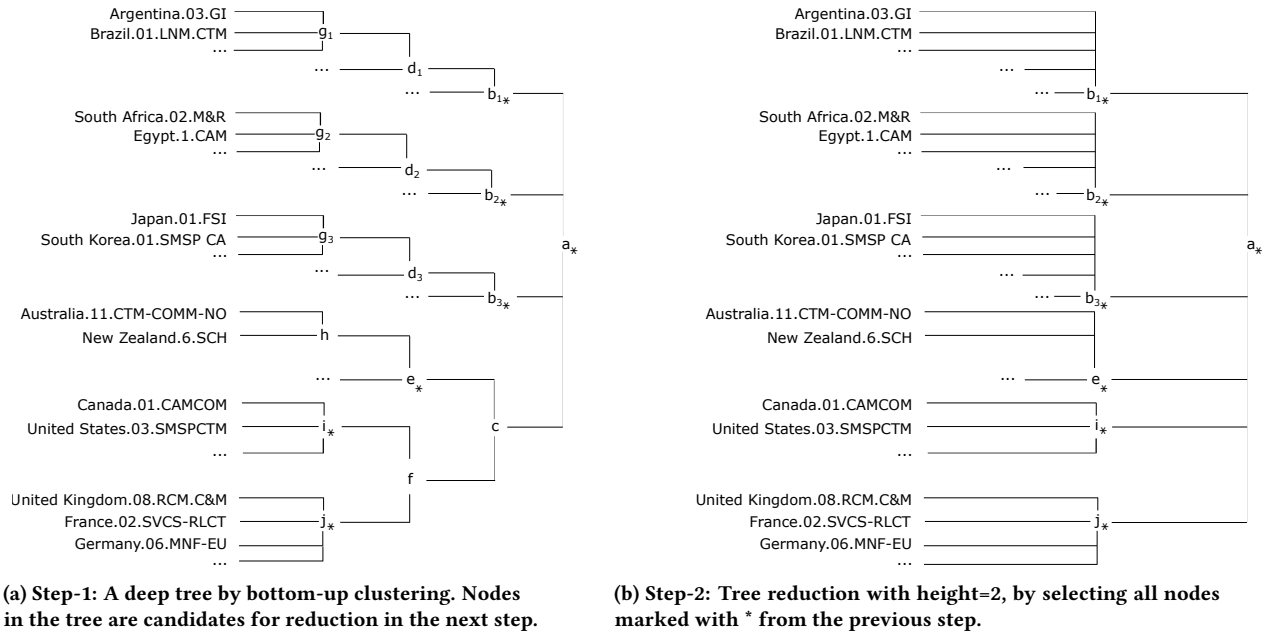 Argentina.03.GI
Brazil.01.LNM.CTM
...
g1
... d1
... b1*
South Africa.02.M&R
Egypt.1.CAM
...
g2
... d2
... b2*
Japan.01.FSI
South Korea.01.SMSP CA
...
g3
... d3
... b3*
a*
Australia.11.CTM-COMM-NO
New Zealand.6.SCH
h
... e*
Canada.01.CAMCOM
United States.03.SMSPCTM
...
i*
c
f
United Kingdom.08.RCM.C&M
France.02.SVCS-RLCT
Germany.06.MNF-EU
...
j*
(a) Step-1: A deep tree by bottom-up clustering. Nodes
in the tree are candidates for reduction in the next step.
Argentina.03.GI
Brazil.01.LNM.CTM
...
...
... b1*
South Africa.02.M&R
Egypt.1.CAM
...
...
... b2*
Japan.01.FSI
South Korea.01.SMSP CA
...
...
... b3*
a*
Australia.11.CTM-COMM-NO
New Zealand.6.SCH
... e*
Canada.01.CAMCOM
United States.03.SMSPCTM
...
i*
United Kingdom.08.RCM.C&M
France.02.SVCS-RLCT
Germany.06.MNF-EU
...
j*
(b) Step-2: Tree reduction with height=2, by selecting all nodes
marked with * from the previous step.